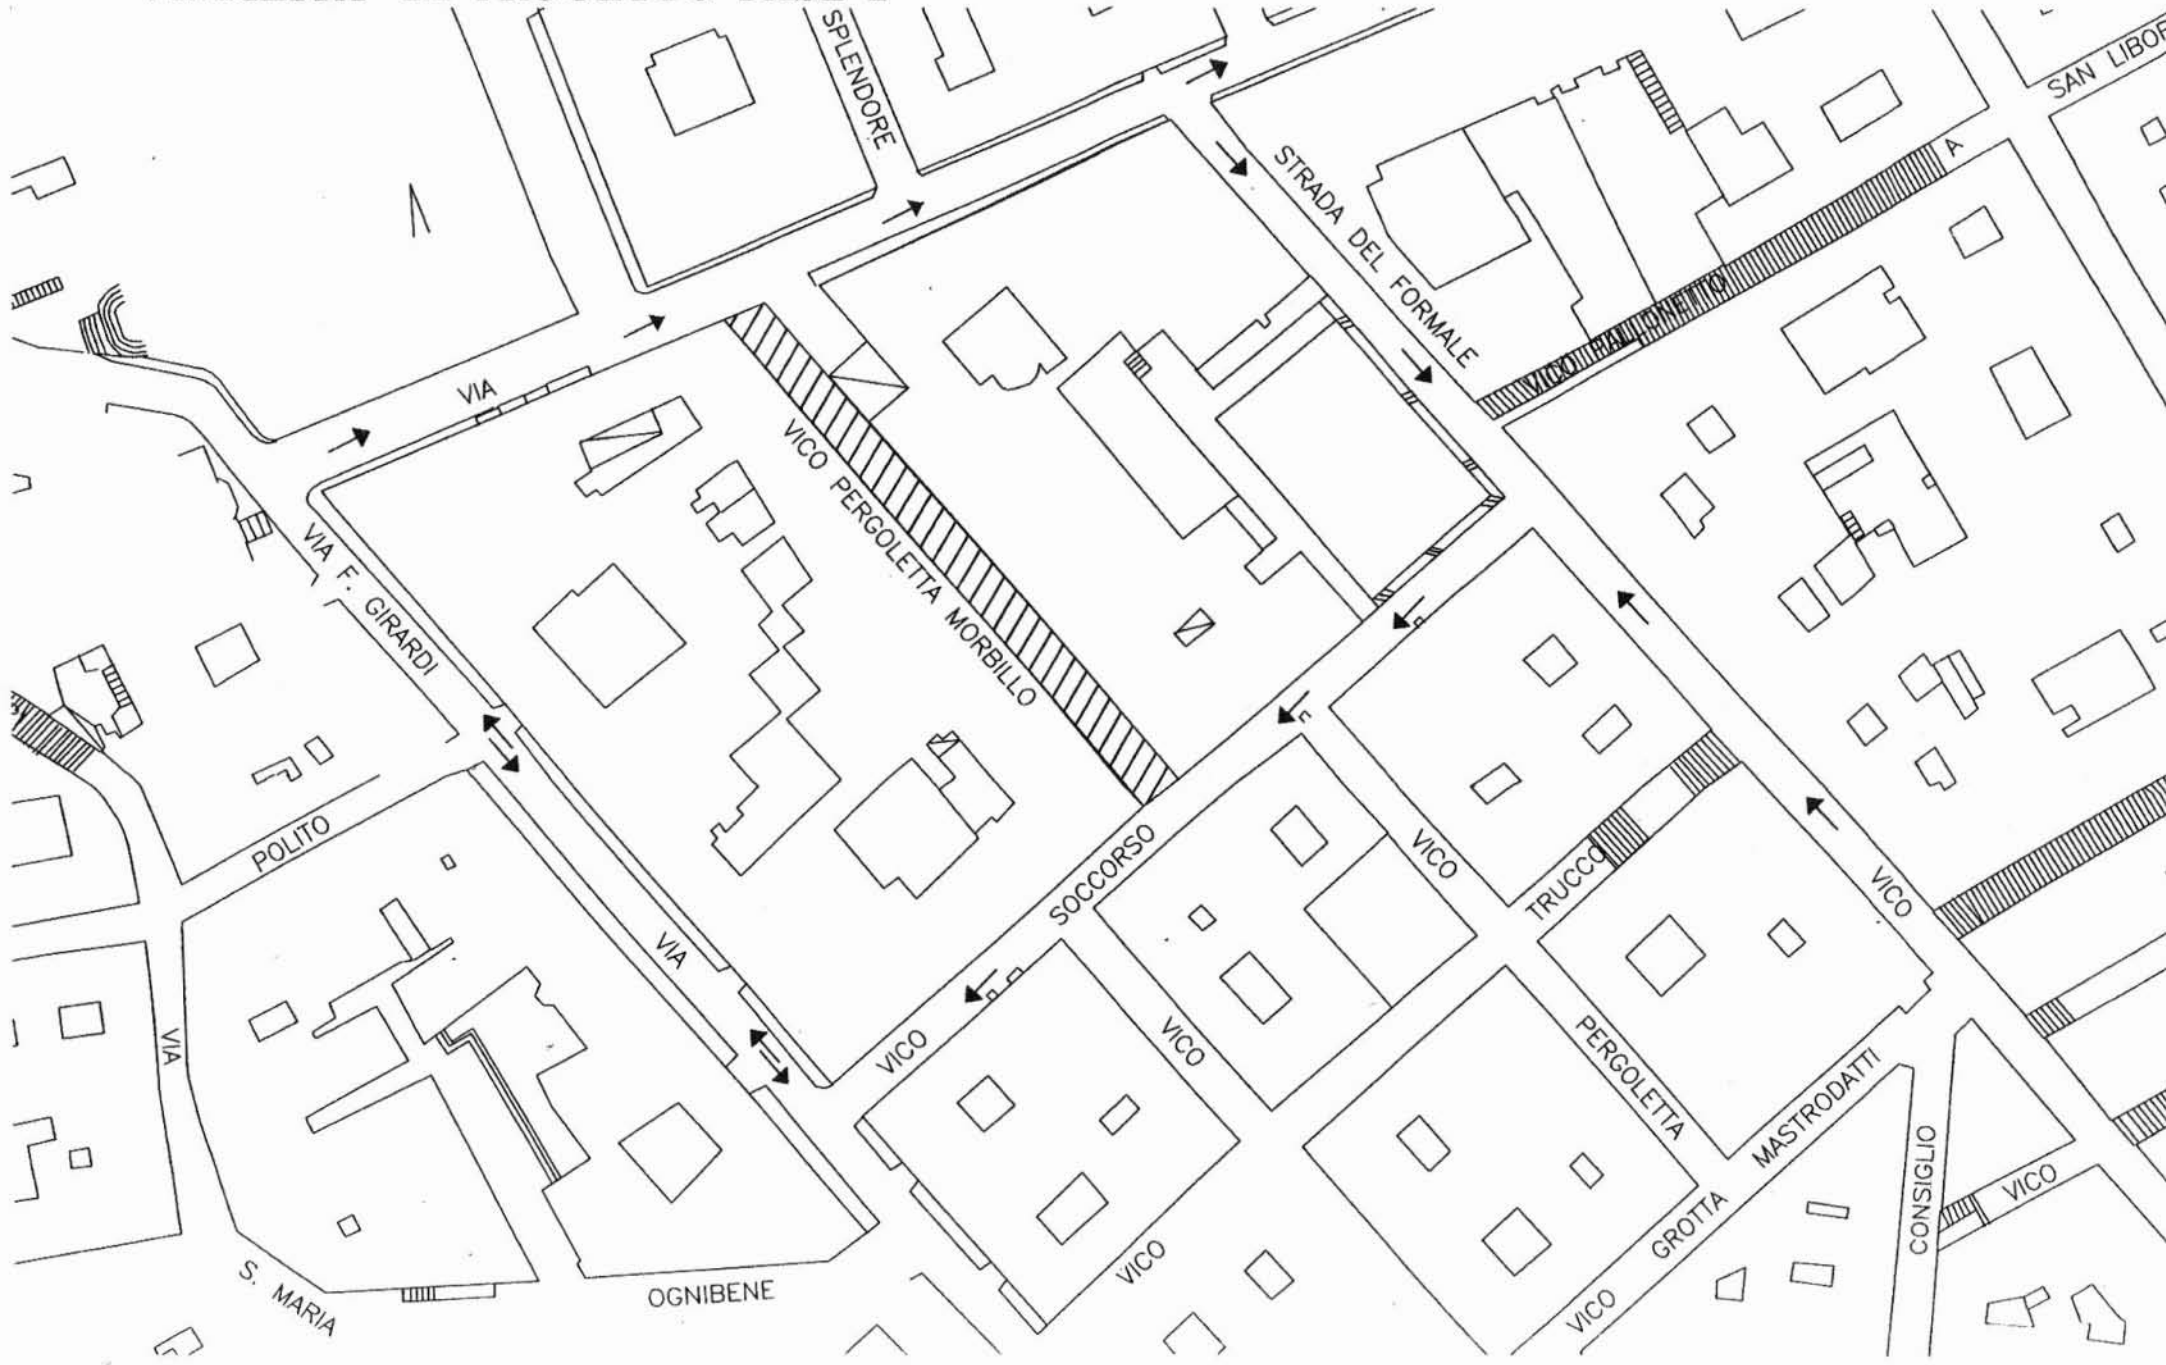 SPLENDORE
SAN LIBOR
STRADA DEL FORMALE
A
VICO PALLONETTO
VIA
VICO PERGOLETTA MORBILLO
VIA F. GIRARDI
POLITO
SOCCORSO
VICO
TRUCCO
VICO
VIA
VICO
VICO
VIA
PERGOLETTA
MASTRODATTI
CONSIGLIO
VICO
GROTTA
VICO
VICO
S. MARIA
OGNIBENE